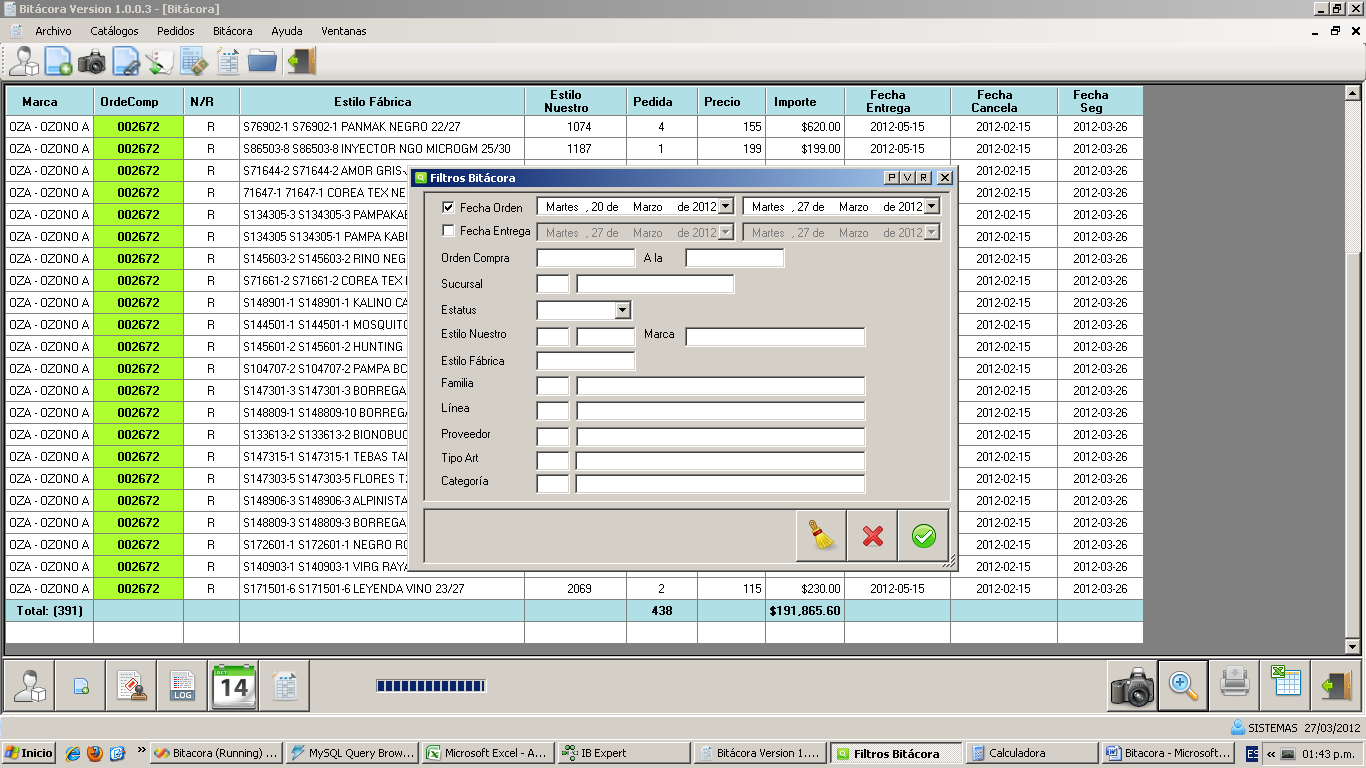 Bitácora Version 1.0.0.3 - [Bitácora]
Archivo Catálogos Pedidos Bitácora Ayuda Ventanas
Marca OrdeComp N/R Estilo Fábrica Estilo Nuestro Pedida Precio Importe Fecha Entrega Fecha Cancela Fecha Seg
OZA - OZONO A 002672 R S76902-1 S76902-1 PANMAK NEGRO 22/27 1074 4 155 $620.00 2012-05-15 2012-02-15 2012-03-26
OZA - OZONO A 002672 R S86503-8 S86503-8 INYECTOR NGO MICROGM 25/30 1187 1 199 $199.00 2012-05-15 2012-02-15 2012-03-26
OZA - OZONO A 002672 R S71644-2 S71644-2 AMOR GRIS 2012-02-15 2012-03-26
OZA - OZONO A 002672 R 71647-1 71647-1 COREA TEX NE 2012-02-15 2012-03-26
OZA - OZONO A 002672 R S134305-3 S134305-3 PAMPAKAB 2012-02-15 2012-03-26
OZA - OZONO A 002672 R S134305 S134305-1 PAMPA KABI 2012-02-15 2012-03-26
OZA - OZONO A 002672 R S145603-2 S145603-2 RINO NEG 2012-02-15 2012-03-26
OZA - OZONO A 002672 R S71661-2 S71661-2 COREA TEX 2012-02-15 2012-03-26
OZA - OZONO A 002672 R S148901-1 S148901-1 KALINO CA 2012-02-15 2012-03-26
OZA - OZONO A 002672 R S144501-1 S144501-1 MOSQUITO 2012-02-15 2012-03-26
OZA - OZONO A 002672 R S145601-2 S145601-2 HUNTING 2012-02-15 2012-03-26
OZA - OZONO A 002672 R S104707-2 S104707-2 PAMPA BO 2012-02-15 2012-03-26
OZA - OZONO A 002672 R S147301-3 S147301-3 BORREGA 2012-02-15 2012-03-26
OZA - OZONO A 002672 R S148809-1 S148809-10 BORREGA 2012-02-15 2012-03-26
OZA - OZONO A 002672 R S133613-2 S133613-2 BIONOBUC 2012-02-15 2012-03-26
OZA - OZONO A 002672 R S147315-1 S147315-1 TEBAS TAI 2012-02-15 2012-03-26
OZA - OZONO A 002672 R S147303-5 S147303-5 FLORES T 2012-02-15 2012-03-26
OZA - OZONO A 002672 R S148906-3 S148906-3 ALPINISTA 2012-02-15 2012-03-26
OZA - OZONO A 002672 R S148809-3 S148809-3 BORREGA 2012-02-15 2012-03-26
OZA - OZONO A 002672 R S172601-1 S172601-1 NEGRO RO 2012-02-15 2012-03-26
OZA - OZONO A 002672 R S140903-1 S140903-1 VIRG RAYA 2012-02-15 2012-03-26
OZA - OZONO A 002672 R S171501-6 S171501-6 LEYENDA VINO 23/27 2069 2 115 $230.00 2012-05-15 2012-02-15 2012-03-26
Total: (391) 438 $191,865.60
Filtros Bitácora P V R
Fecha Orden Martes , 20 de Marzo de 2012 Martes , 27 de Marzo de 2012
Fecha Entrega Martes , 27 de Marzo de 2012 Martes , 27 de Marzo de 2012
Orden Compra A la
Sucursal
Estatus
Estilo Nuestro Marca
Estilo Fábrica
Familia
Línea
Proveedor
Tipo Art
Categoría
LOG OCT 14
SISTEMAS 27/03/2012
Inicio » Bitacora (Running) ... MySQL Query Brow... Microsoft Excel - A... IB Expert Bitácora Version 1.... Filtros Bitácora Calculadora Bitacora - Microsoft... ES « 01:43 p.m.